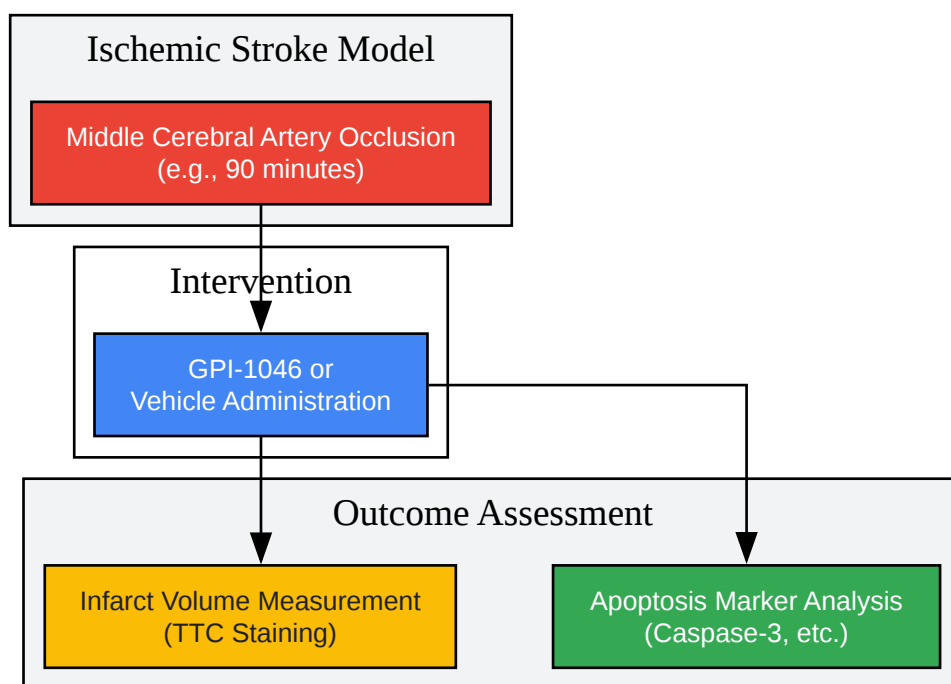 Ischemic Stroke Model
Middle Cerebral Artery Occlusion
(e.g., 90 minutes)
Intervention
GPI-1046 or
Vehicle Administration
Outcome Assessment
Infarct Volume Measurement
(TTC Staining)
Apoptosis Marker Analysis
(Caspase-3, etc.)